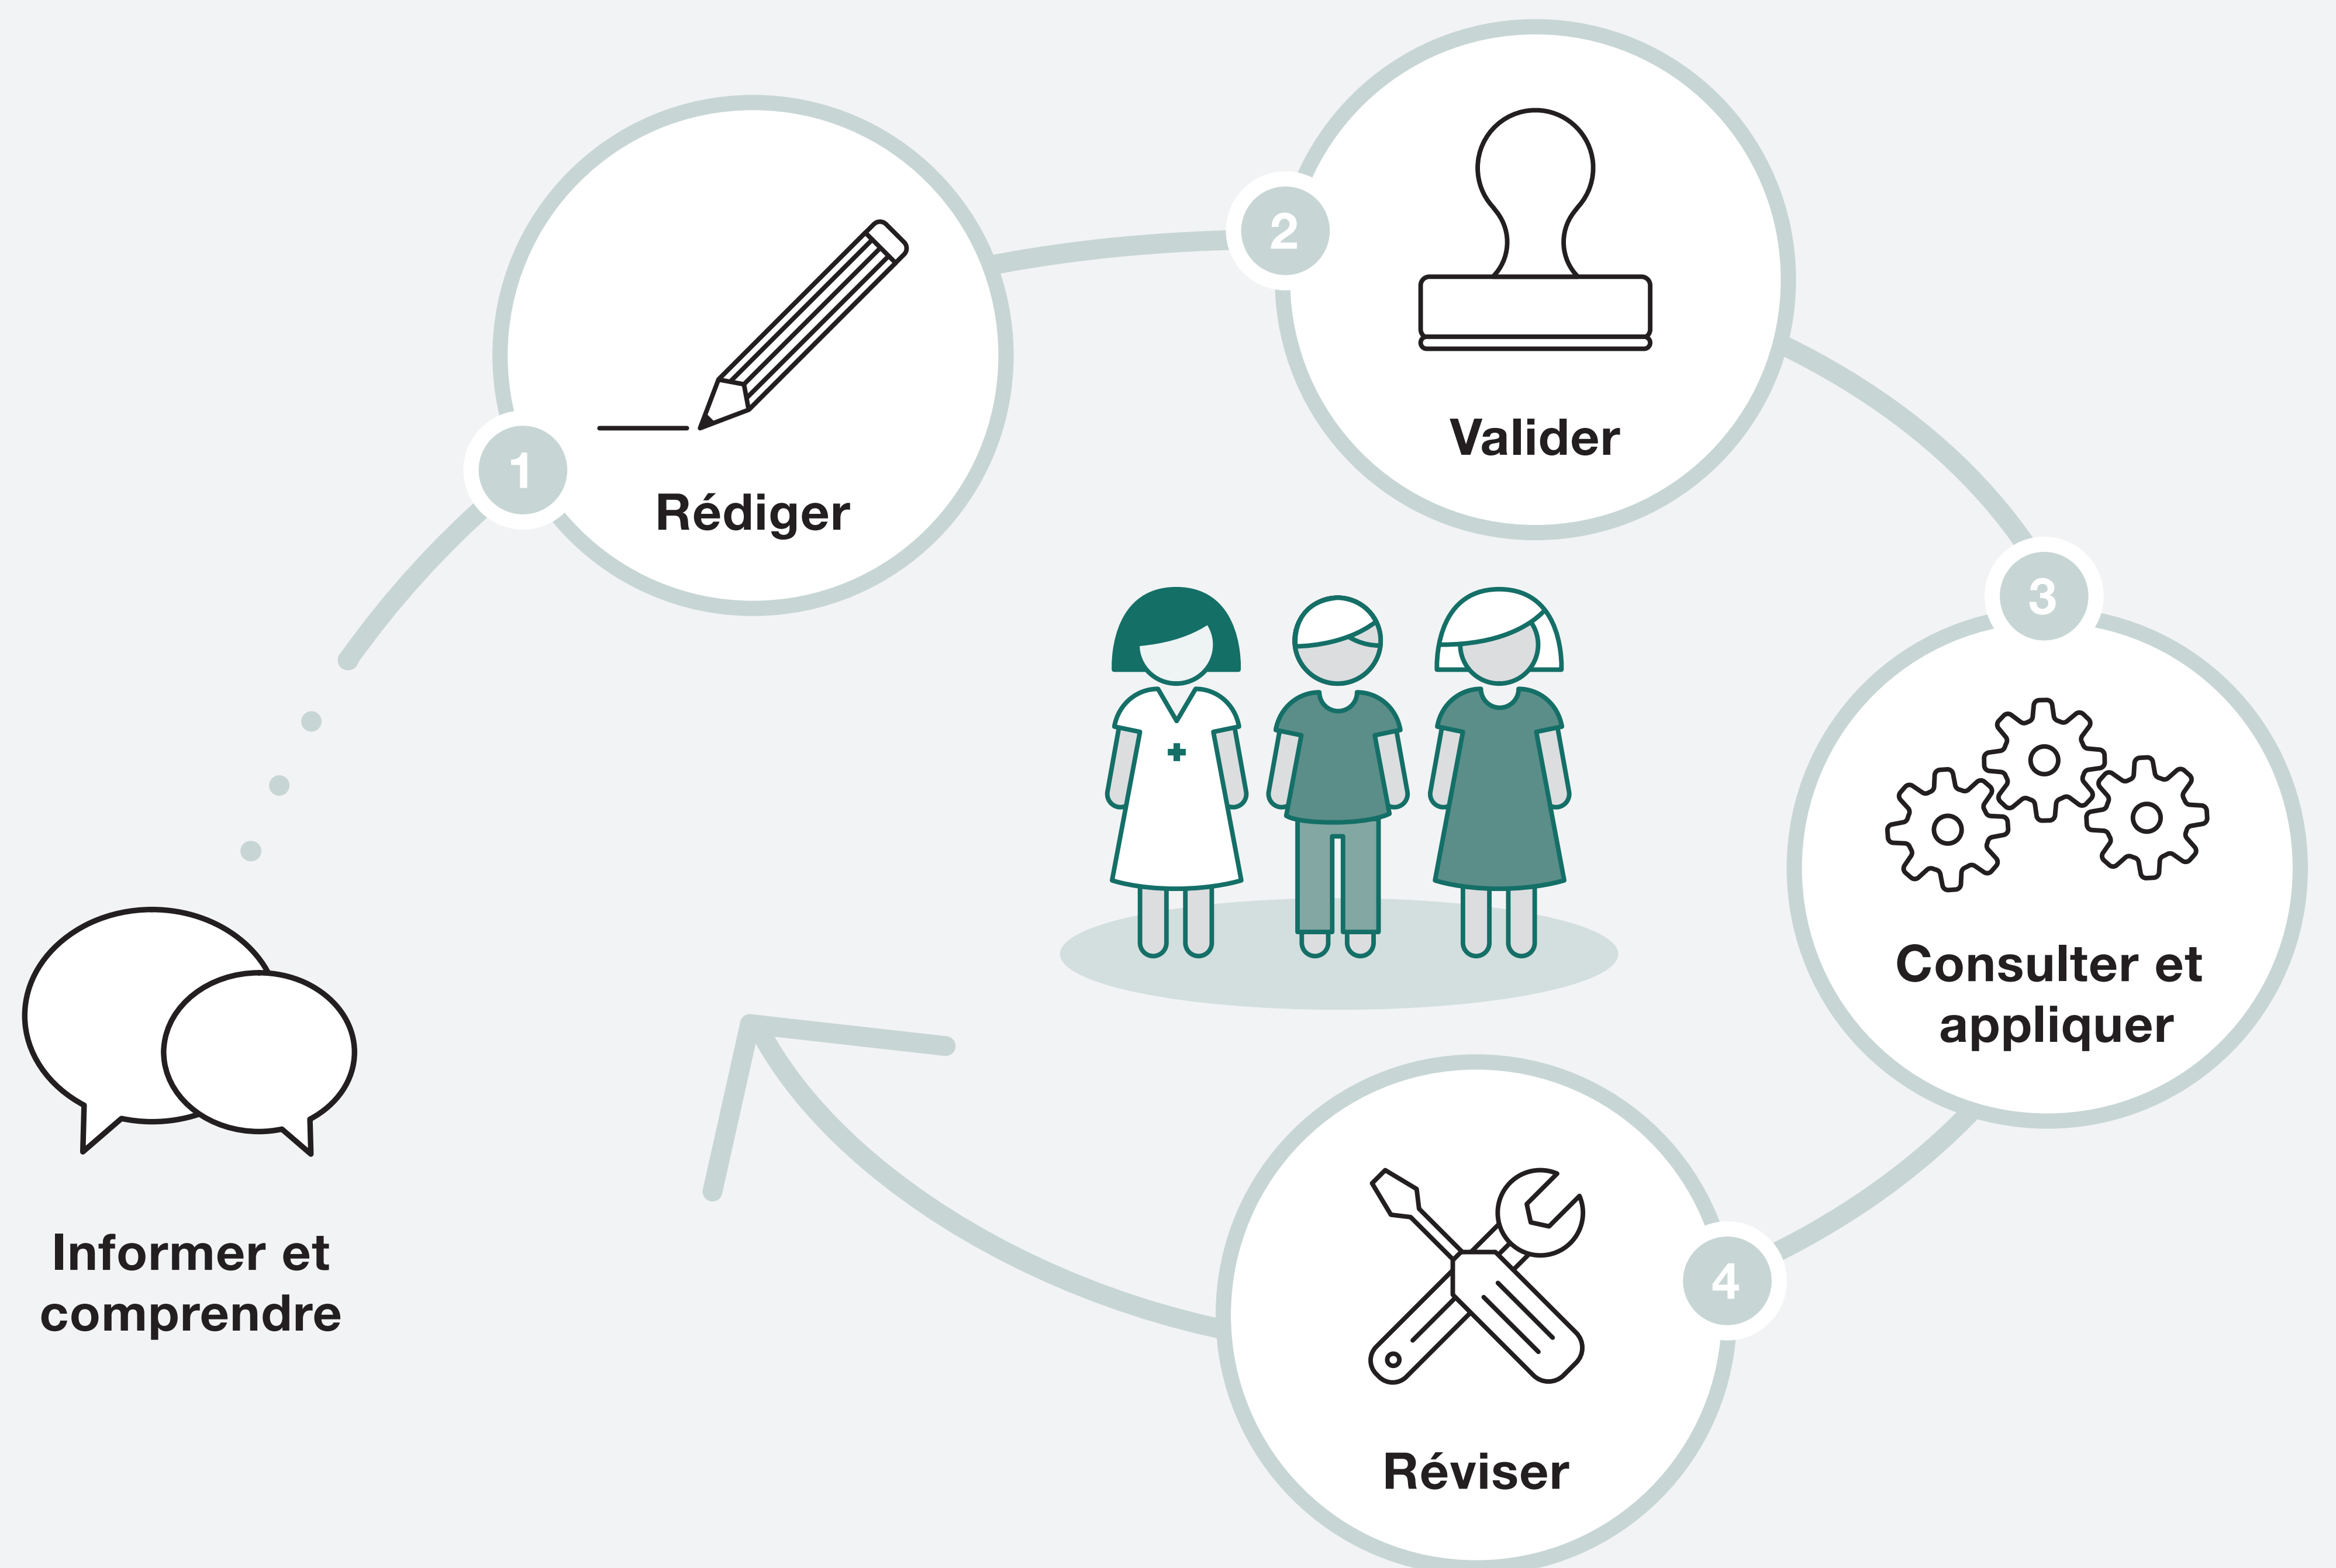 1
Rédiger
2
Valider
3
Consulter et
appliquer
4
Réviser
Informer et
comprendre